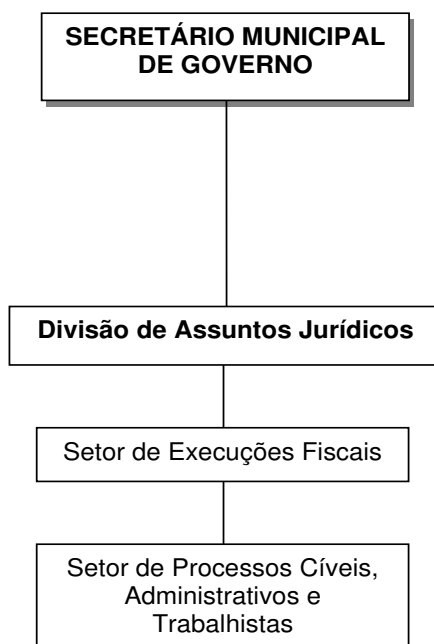 SECRETÁRIO MUNICIPAL
DE GOVERNO
Divisão de Assuntos Jurídicos
Setor de Execuções Fiscais
Setor de Processos Cíveis,
Administrativos e
Trabalhistas